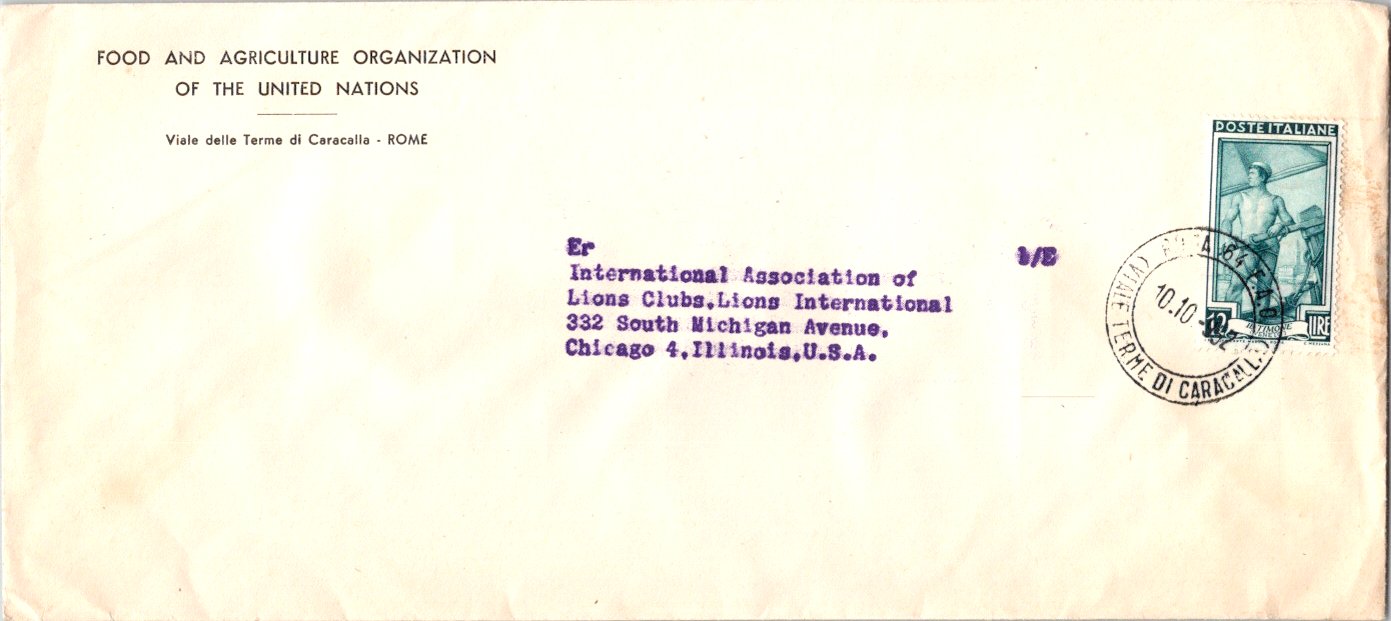 FOOD AND AGRICULTURE ORGANIZATION
OF THE UNITED NATIONS
Viale delle Terme di Caracalla - ROME
POSTE ITALIANE
Er
1/E
International Association of
Lions Clubs,Lions International
332 South Michigan Avenue,
Chicago 4,Illinois,U.S.A.
LIRE
64 F.A.O.
10.10
(VIALE TERME DI CARACALLA)